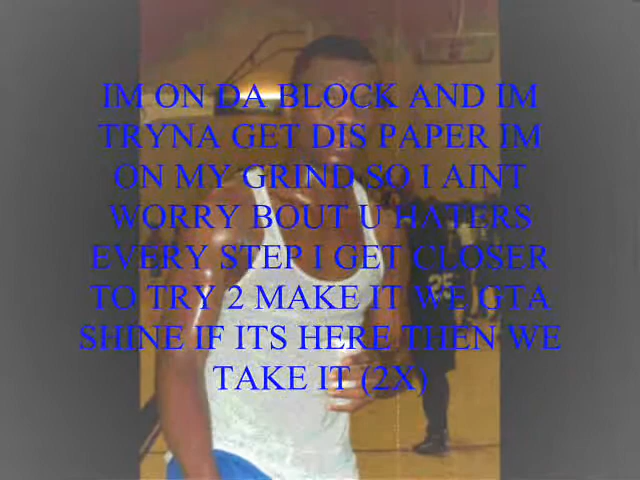 IM ON DA BLOCK AND IM
TRYNA GET DIS PAPER IM
ON MY GRIND SO I AINT
WORRY BOUT U HATERS
EVERY STEP I GET CLOSER
TO TRY 2 MAKE IT WE GTA
SHINE IF ITS HERE THEN WE
TAKE IT (2X)
25